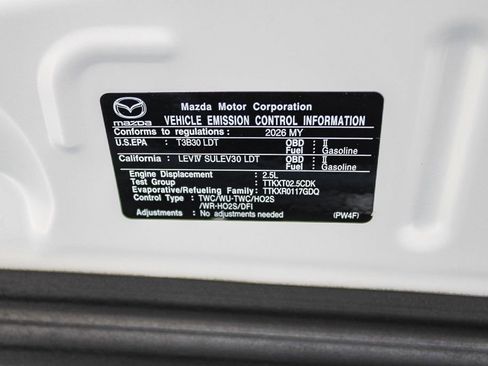 Mazda Motor Corporation
mazda VEHICLE EMISSION CONTROL INFORMATION
Conforms to regulations: 2026 MY
U.S.EPA : T3B30 LDT OBD : II
Fuel : Gasoline
California : LEVIV SULEV30 LDT OBD : II
Fuel : Gasoline
Engine Displacement : 2.5L
Test Group : TTKXT02.5CDK
Evaporative/Refueling Family: TTKXR0117GDQ
Control Type : TWC/WU-TWC/HO2S
/WR-HO2S/DFI
Adjustments : No adjustments needed (PW4F)